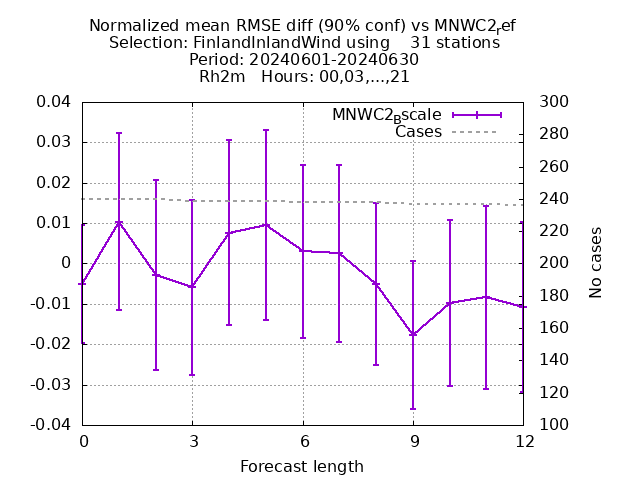 Normalized mean RMSE diff (90% conf) vs MNWC2ref
Selection: FinlandInlandWind using 31 stations
Period: 20240601-20240630
Rh2m Hours: 00,03,...,21
MNWC2Bscale
Cases
0.04
0.03
0.02
0.01
0
-0.01
-0.02
-0.03
-0.04
300
280
260
240
220
200
180
160
140
120
100
No cases
0 3 6 9 12
Forecast length